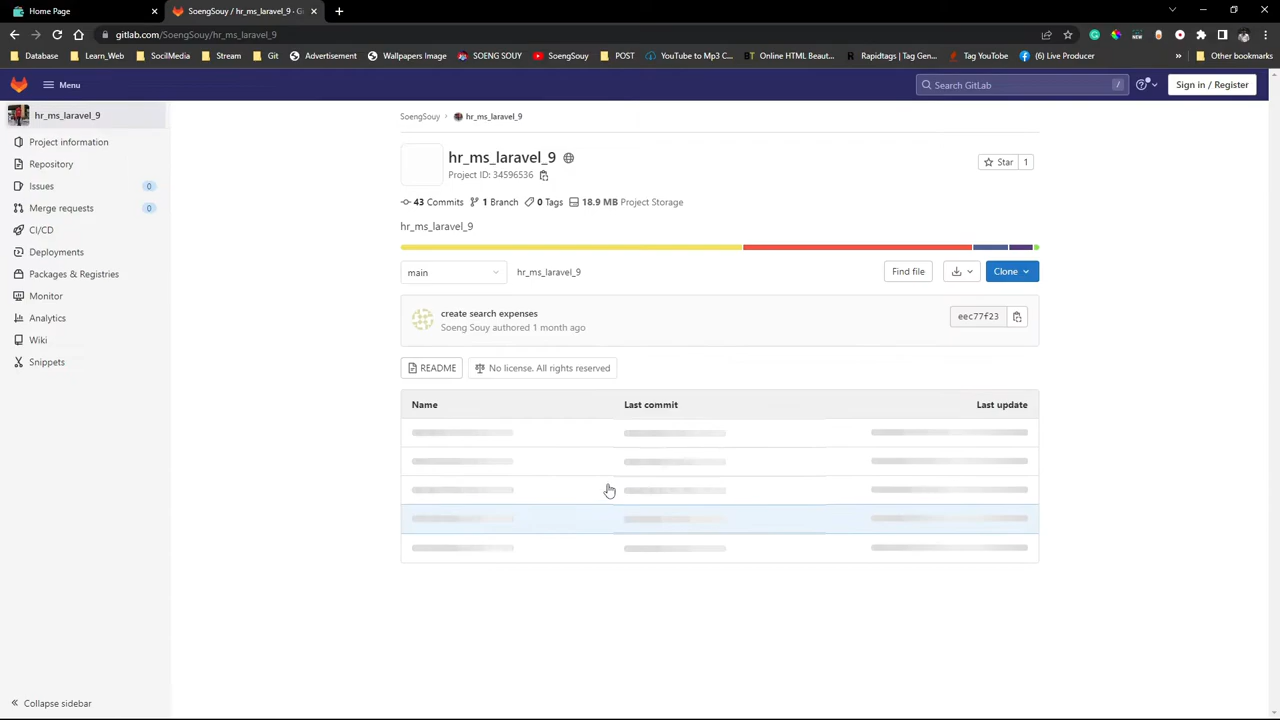 Home Page
SoengSouy / hr_ms_laravel_9 · Gi
gitlab.com/SoengSouy/hr_ms_laravel_9
Database
Learn_Web
SocilMedia
Stream
Git
Advertisement
Wallpapers Image
SOENG SOUY
SoengSouy
POST
YouTube to Mp3 C...
Online HTML Beaut...
Rapidtags | Tag Gen...
Tag YouTube
(6) Live Producer
»
Other bookmarks
Menu
Search GitLab
/
Sign in / Register
hr_ms_laravel_9
Project information
Repository
Issues
0
Merge requests
0
CI/CD
Deployments
Packages & Registries
Monitor
Analytics
Wiki
Snippets
Collapse sidebar
SoengSouy › hr_ms_laravel_9
hr_ms_laravel_9
Project ID: 34596536
Star
1
43 Commits
1 Branch
0 Tags
18.9 MB Project Storage
hr_ms_laravel_9
main
hr_ms_laravel_9
Find file
Clone
create search expenses
Soeng Souy authored 1 month ago
eec77f23
README
No license. All rights reserved
Name
Last commit
Last update